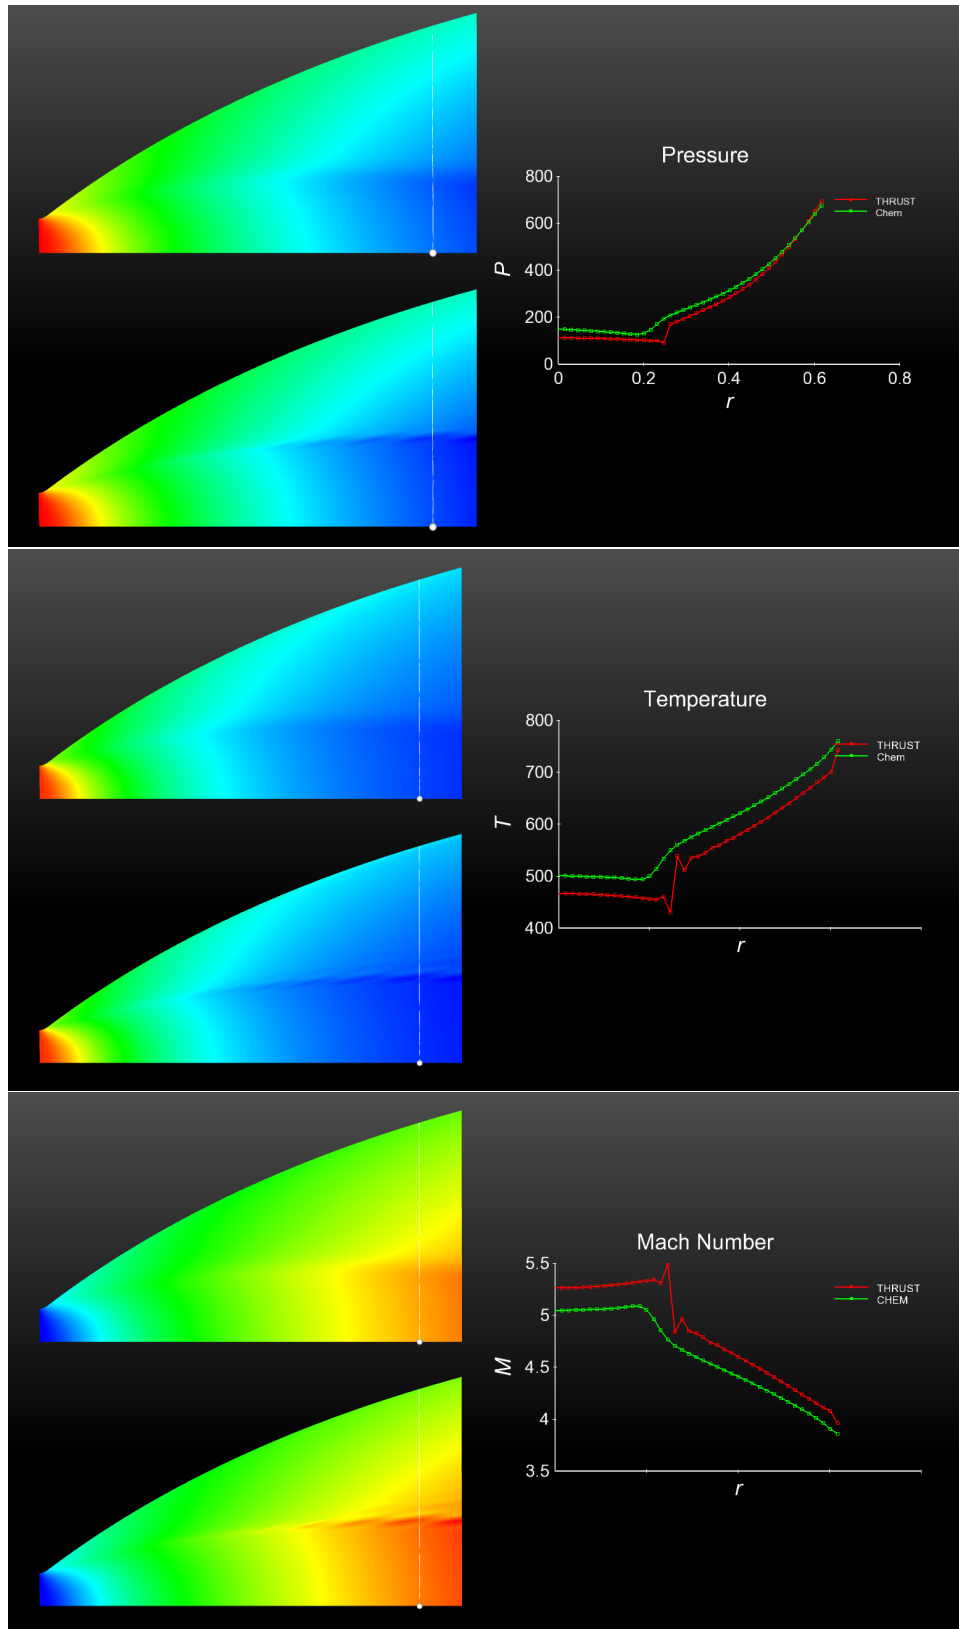 Pressure
800
THRUST
Chem
600
P
400
200
0
0 0.2 0.4 0.6 0.8
r
Temperature
800
THRUST
Chem
700
T
600
500
400
r
Mach Number
5.5
THRUST
CHEM
5
4.5
M
4
3.5
r